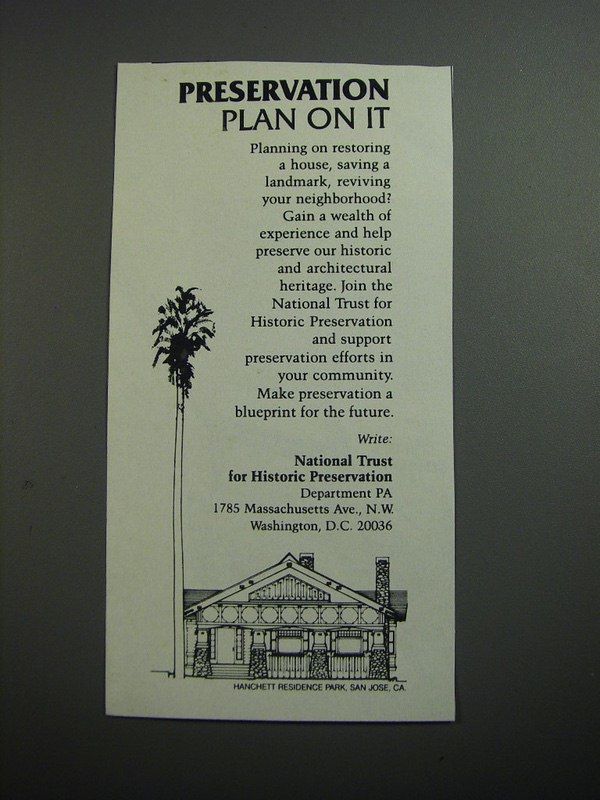 PRESERVATION
PLAN ON IT
Planning on restoring
a house, saving a
landmark, reviving
your neighborhood?
Gain a wealth of
experience and help
preserve our historic
and architectural
heritage. Join the
National Trust for
Historic Preservation
and support
preservation efforts in
your community.
Make preservation a
blueprint for the future.
Write:
National Trust
for Historic Preservation
Department PA
1785 Massachusetts Ave., N.W.
Washington, D.C. 20036
HANCHETT RESIDENCE PARK, SAN JOSE, CA.